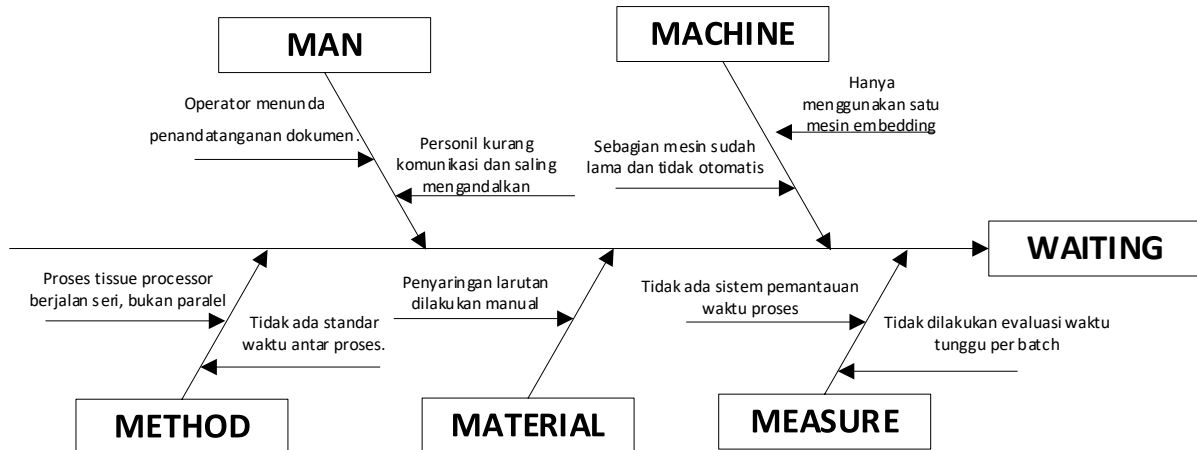 MAN
MACHINE
Operator menunda
penandatanganan dokumen.
Personil kurang
komunikasi dan saling
mengandalkan
Hanya
menggunakan satu
mesin embedding
Sebagian mesin sudah
lama dan tidak otomatis
WAITING
Proses tissue processor
berjalan seri, bukan paralel
Tidak ada standar
waktu antar proses.
Penyaringan larutan
dilakukan manual
Tidak ada sistem pemantauan
waktu proses
Tidak dilakukan evaluasi waktu
tunggu per batch
METHOD
MATERIAL
MEASURE